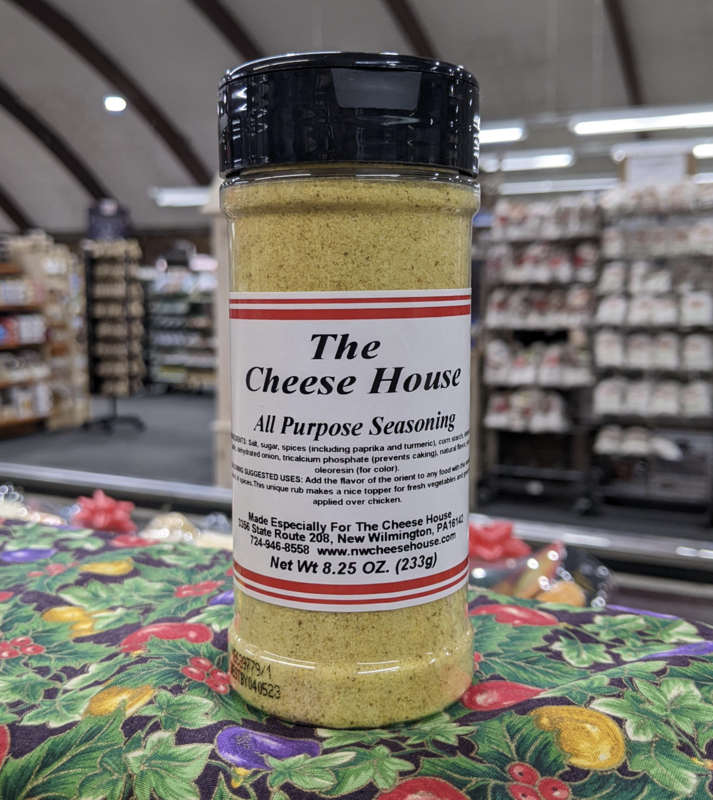 The
Cheese House
All Purpose Seasoning
Salt, sugar, spices (including paprika and turmeric), corn starch,
dehydrated onion, tricalcium phosphate (prevents caking), natural
oleoresin (for color).
SUGGESTED USES: Add the flavor of the orient to any food with
of spices. This unique rub makes a nice topper for fresh vegetables and
applied over chicken.
Made Especially For The Cheese House
3356 State Route 208, New Wilmington, PA16142
724-946-8558 www.nwcheesehouse.com
Net Wt 8.25 OZ. (233g)